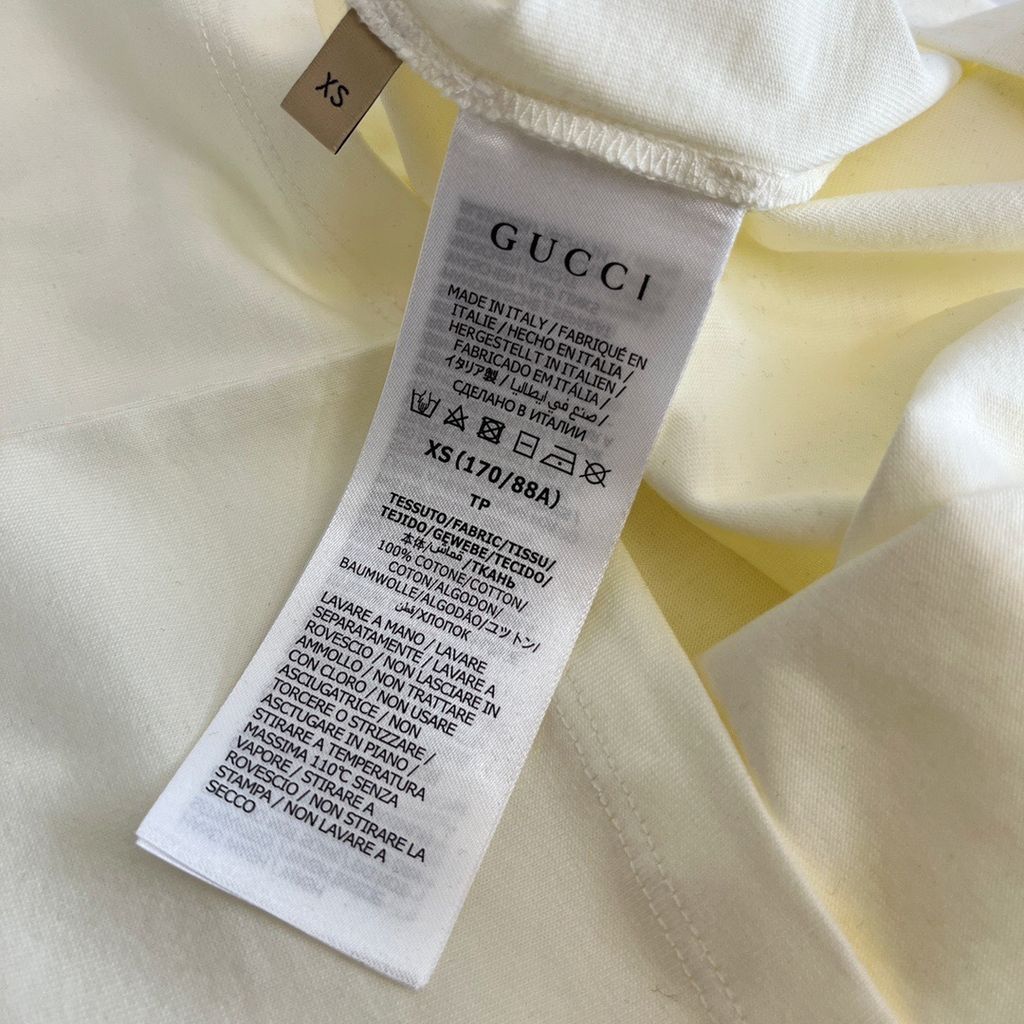 XS
GUCCI
MADE IN ITALY / FABRIQUÉ EN
ITALIE / HECHO EN ITALIA /
HERGESTELLT IN ITALIEN /
FABRICADO EM ITÁLIA /
イタリア製 / صنع في ايطاليا /
СДЕЛАНО В ИТАЛИИ
XS (170/88A)
TP
TESSUTO/FABRIC/TISSU/
TEJIDO/GEWEBE/TECIDO/
本体/قماش/ТКАНЬ
100% COTONE/COTTON/
COTON/ALGODON/
BAUMWOLLE/ALGODÃO/ユットン/
قطن/ХЛОПОК
LAVARE A MANO / LAVARE
SEPARATAMENTE / LAVARE A
ROVESCIO / NON LASCIARE IN
AMMOLLO / NON TRATTARE
CON CLORO / NON USARE
ASCIUGATRICE / NON
TORCERE O STRIZZARE /
ASCTUGARE IN PIANO /
STIRARE A TEMPERATURA
MASSIMA 110°C SENZA
VAPORE / STIRARE A
ROVESCIO / NON STIRARE LA
STAMPA / NON LAVARE A
SECCO